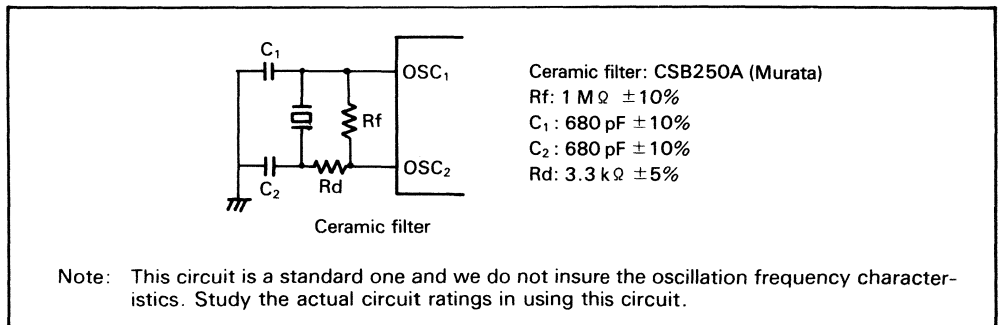 C₁
OSC₁
Rf
OSC₂
C₂
Rd
Ceramic filter
Ceramic filter: CSB250A (Murata)
Rf: 1 MΩ ±10%
C₁ : 680 pF ±10%
C₂ : 680 pF ±10%
Rd: 3.3 kΩ ±5%
Note: This circuit is a standard one and we do not insure the oscillation frequency character-
istics. Study the actual circuit ratings in using this circuit.